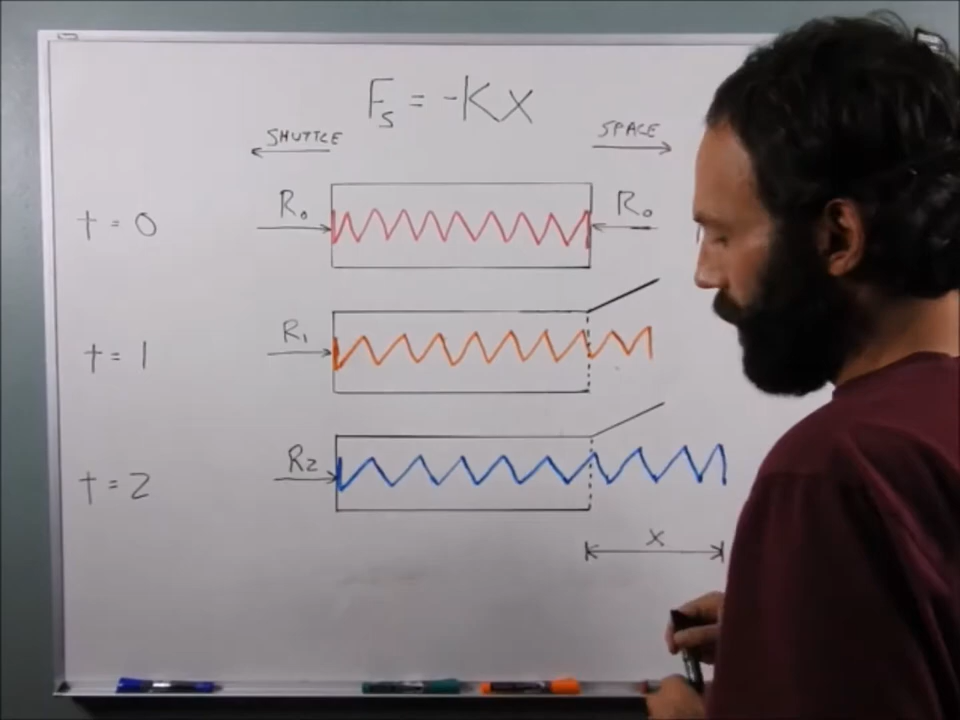 Fs = -Kx
SHUTTLE SPACE
t = 0 R₀ R₀
t = 1 R₁
t = 2 R2
x